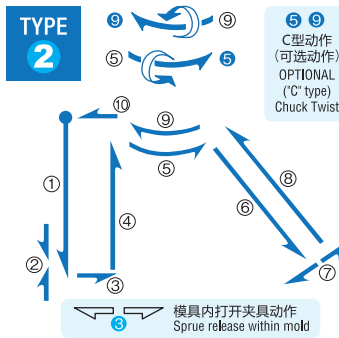 TYPE
2
⑨ ⑨
⑤ ⑤
⑤ ⑨
C型动作
(可选动作)
OPTIONAL
("C" type)
Chuck Twist
⑩
⑨
①
⑤
④
⑥
⑧
②
③
⑦
模具内打开夹具动作
③
Sprue release within mold